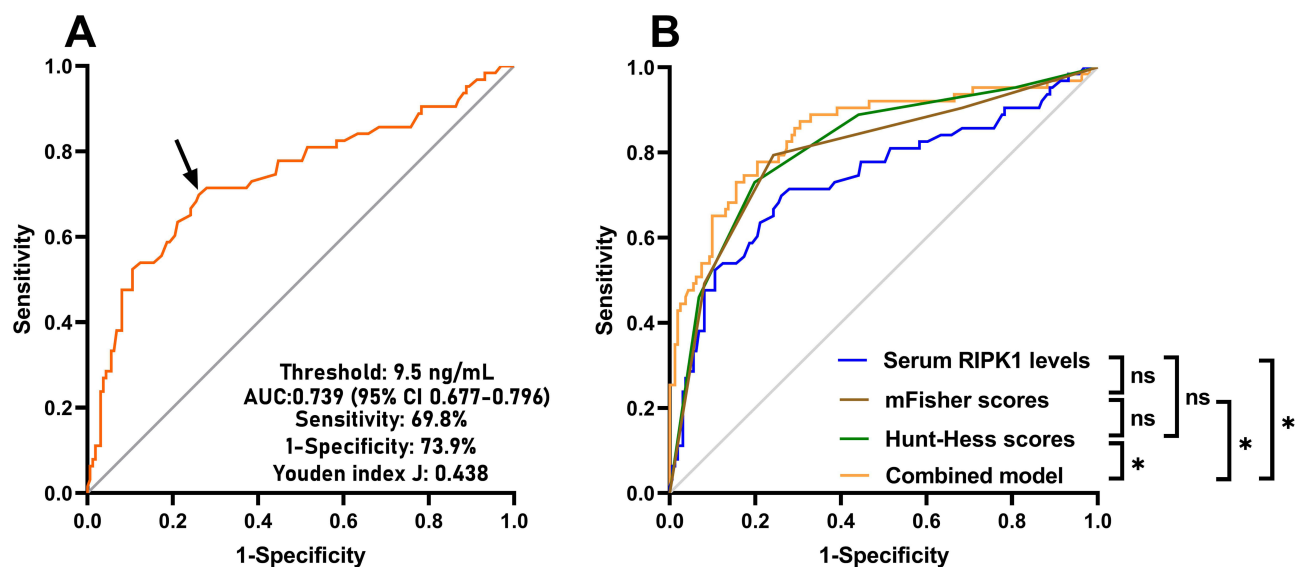 A
1.0
0.8
0.6
0.4
0.2
0.0
Sensitivity
0.0 0.2 0.4 0.6 0.8 1.0
1-Specificity
Threshold: 9.5 ng/mL
AUC:0.739 (95% CI 0.677-0.796)
Sensitivity: 69.8%
1-Specificity: 73.9%
Youden index J: 0.438
B
1.0
0.8
0.6
0.4
0.2
0.0
Sensitivity
0.0 0.2 0.4 0.6 0.8 1.0
1-Specificity
Serum RIPK1 levels
mFisher scores
Hunt-Hess scores
Combined model
ns
ns
*
ns
*
*